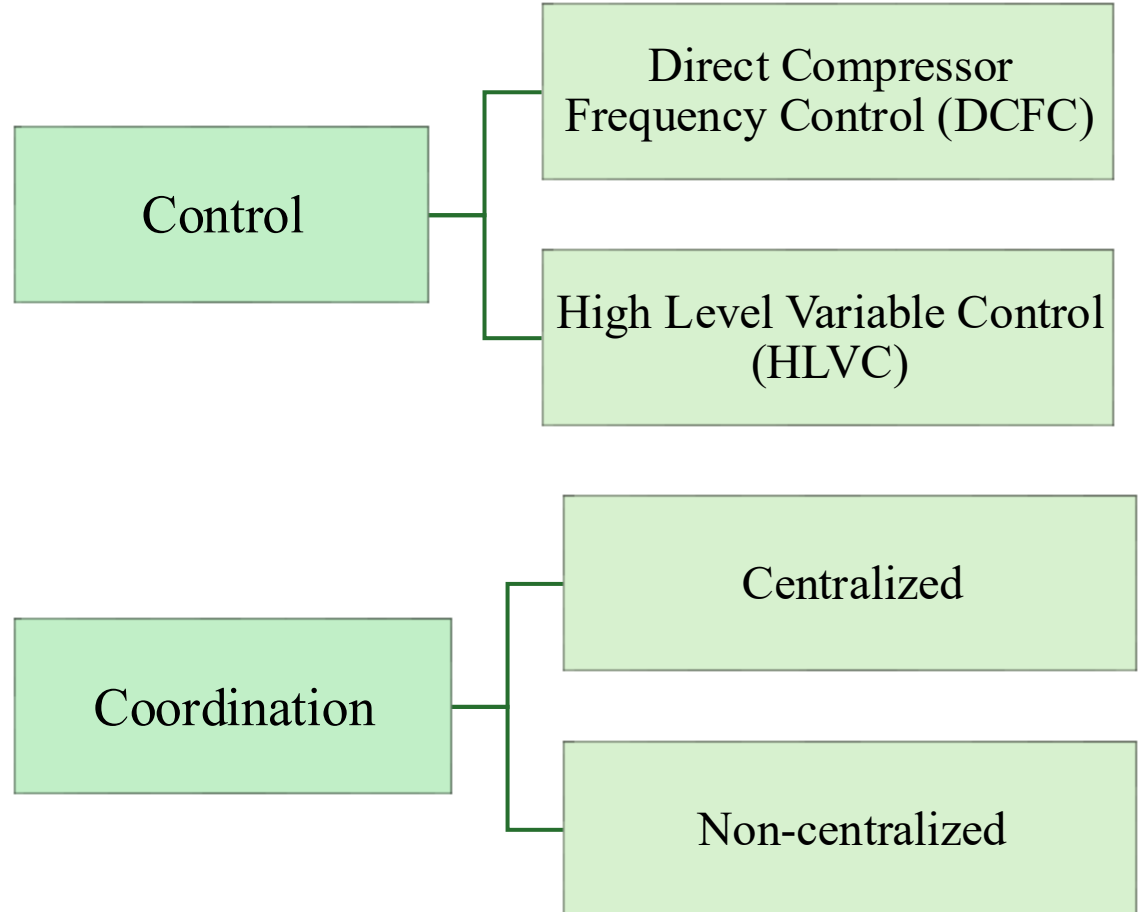 Direct Compressor
Frequency Control (DCFC)
Control
High Level Variable Control
(HLVC)
Centralized
Coordination
Non-centralized